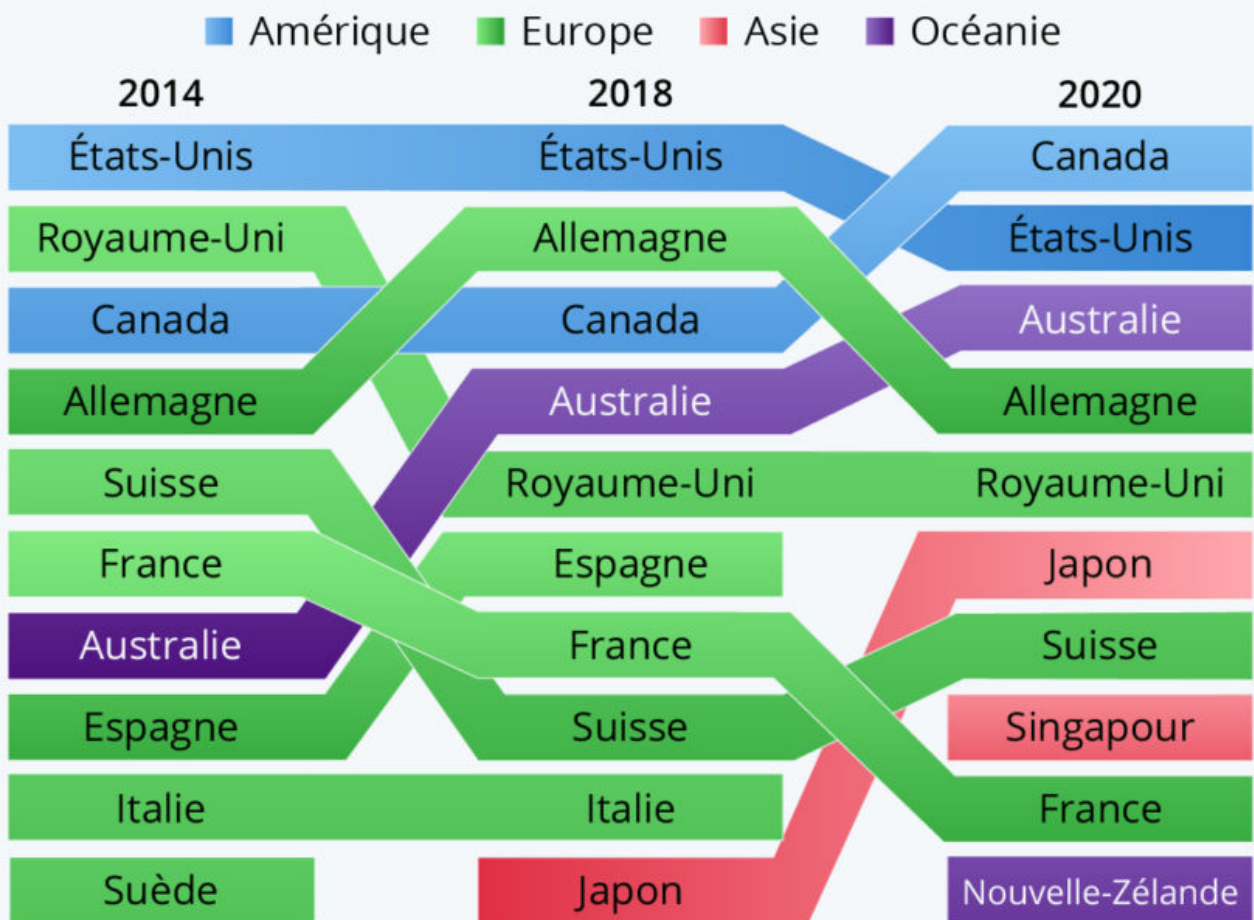 Amérique Europe Asie Océanie
2014 2018 2020
États-Unis États-Unis Canada
Royaume-Uni Allemagne États-Unis
Canada Canada Australie
Allemagne Australie Allemagne
Suisse Royaume-Uni Royaume-Uni
France Espagne Japon
Australie France Suisse
Espagne Suisse Singapour
Italie Italie France
Suède Japon Nouvelle-Zélande